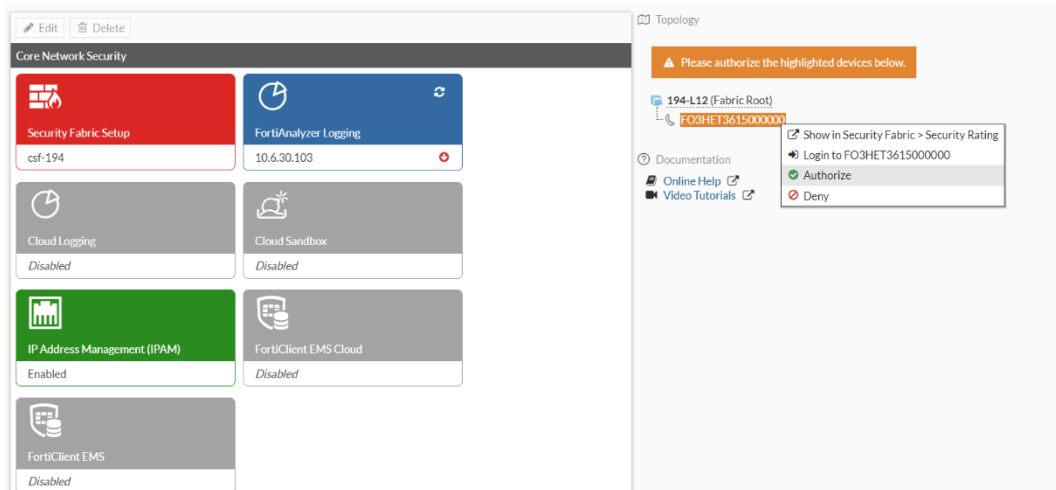 Edit Delete
Core Network Security
Security Fabric Setup
csf-194
FortiAnalyzer Logging
10.6.30.103
Cloud Logging
Disabled
Cloud Sandbox
Disabled
IP Address Management (IPAM)
Enabled
FortiClient EMS Cloud
Disabled
FortiClient EMS
Disabled
Topology
Please authorize the highlighted devices below.
194-L12 (Fabric Root)
FO3HET3615000000
Show in Security Fabric > Security Rating
Login to FO3HET3615000000
Authorize
Deny
Documentation
Online Help
Video Tutorials